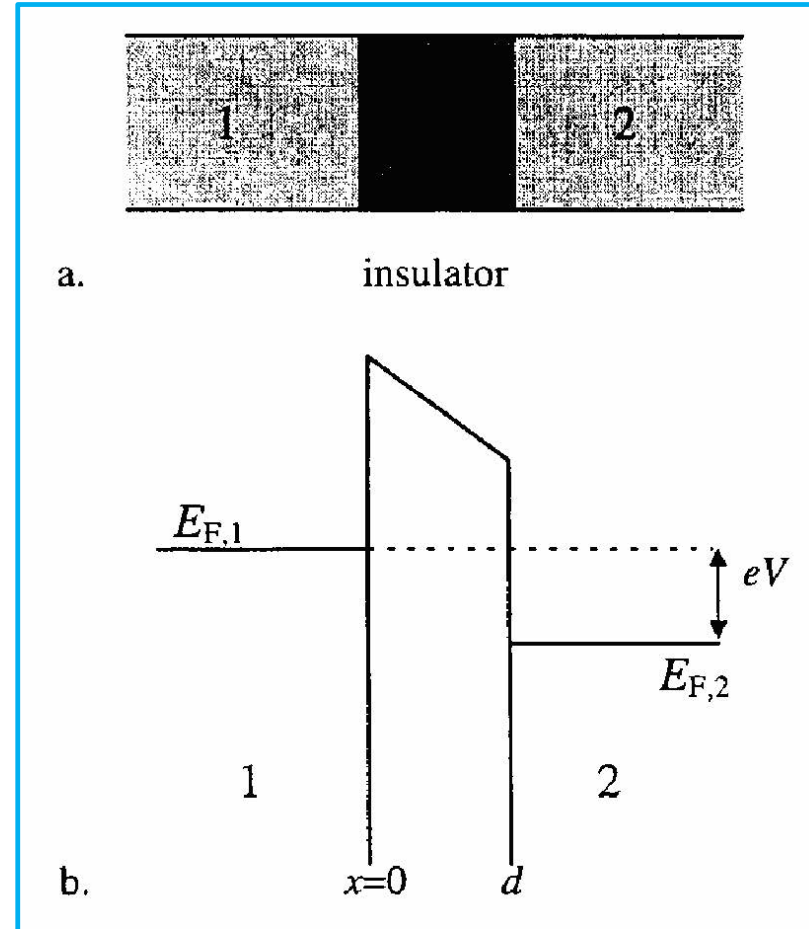 1 2
a. insulator
E_F,1
eV
E_F,2
1 2
b. x=0 d